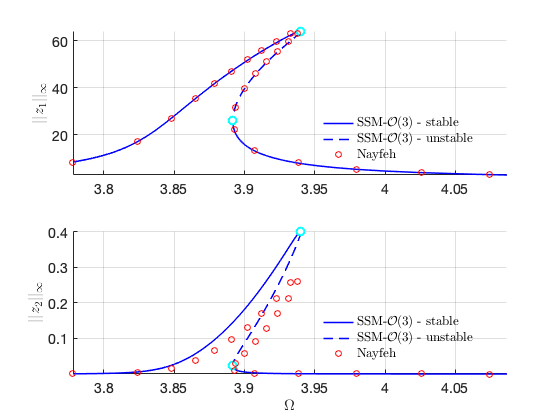 60
40
20
||z₁||∞
SSM-𝒪(3) - stable
SSM-𝒪(3) - unstable
Nayfeh
3.8 3.85 3.9 3.95 4 4.05
0.4
0.3
0.2
0.1
||z₂||∞
SSM-𝒪(3) - stable
SSM-𝒪(3) - unstable
Nayfeh
3.8 3.85 3.9 3.95 4 4.05
Ω